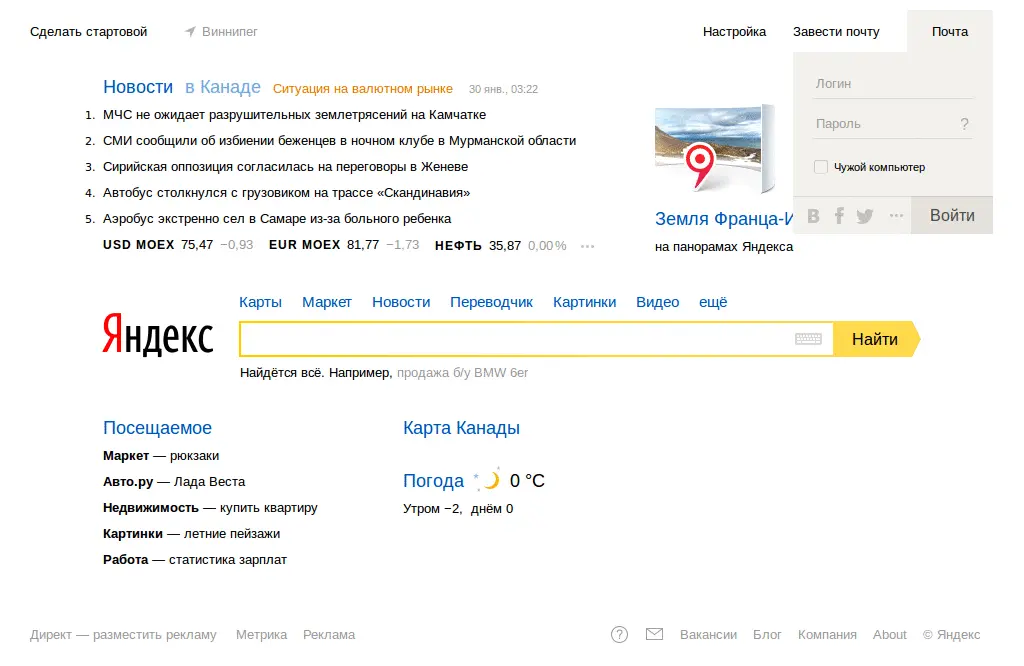 Сделать стартовой Виннипег Настройка Завести почту Почта
Новости в Канаде Ситуация на валютном рынке 30 янв., 03:22
1. МЧС не ожидает разрушительных землетрясений на Камчатке
2. СМИ сообщили об избиении беженцев в ночном клубе в Мурманской области
3. Сирийская оппозиция согласилась на переговоры в Женеве
4. Автобус столкнулся с грузовиком на трассе «Скандинавия»
5. Аэробус экстренно сел в Самаре из-за больного ребенка
USD MOEX 75,47 −0,93 EUR MOEX 81,77 −1,73 НЕФТЬ 35,87 0,00% ···
Земля Франца-И
на панорамах Яндекса
Логин
Пароль ?
Чужой компьютер
В f ··· Войти
Карты Маркет Новости Переводчик Картинки Видео ещё
Яндекс Найти
Найдётся всё. Например, продажа б/у BMW 6er
Посещаемое
Маркет — рюкзаки
Авто.ру — Лада Веста
Недвижимость — купить квартиру
Картинки — летние пейзажи
Работа — статистика зарплат
Карта Канады
Погода 0 °C
Утром −2, днём 0
Директ — разместить рекламу Метрика Реклама ? Вакансии Блог Компания About © Яндекс